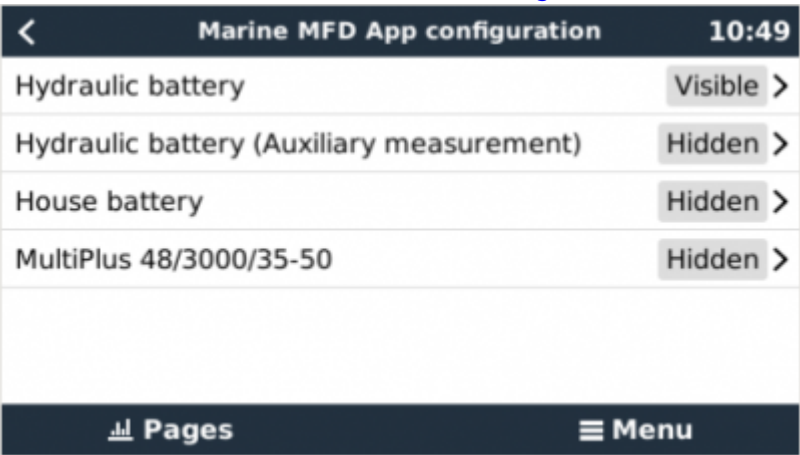 Marine MFD App configuration 10:49
Hydraulic battery Visible
Hydraulic battery (Auxiliary measurement) Hidden
House battery Hidden
MultiPlus 48/3000/35-50 Hidden
Pages Menu